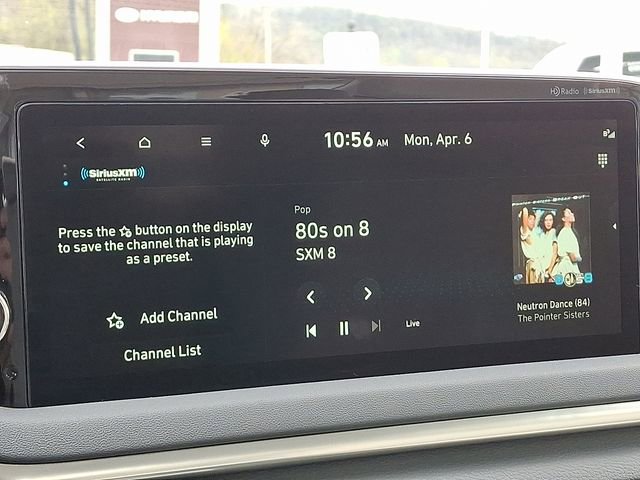 HYUNDAI
HD Radio SiriusXM
10:56 AM Mon, Apr. 6
SiriusXM
SATELLITE RADIO
Press the button on the display
to save the channel that is playing
as a preset.
Add Channel
Channel List
Pop
80s on 8
SXM 8
Live
Neutron Dance (84)
The Pointer Sisters